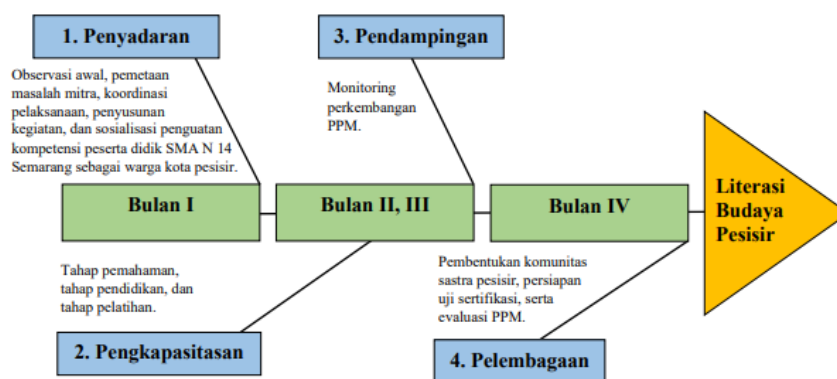 1. Penyadaran
Observasi awal, pemetaan
masalah mitra, koordinasi
pelaksanaan, penyusunan
kegiatan, dan sosialisasi penguatan
kompetensi peserta didik SMA N 14
Semarang sebagai warga kota pesisir.
3. Pendampingan
Monitoring
perkembangan
PPM.
Bulan I
Bulan II, III
Bulan IV
Literasi
Budaya
Pesisir
Tahap pemahaman,
tahap pendidikan, dan
tahap pelatihan.
2. Pengkapasitasan
Pembentukan komunitas
sastra pesisir, persiapan
uji sertifikasi, serta
evaluasi PPM.
4. Pelembagaan